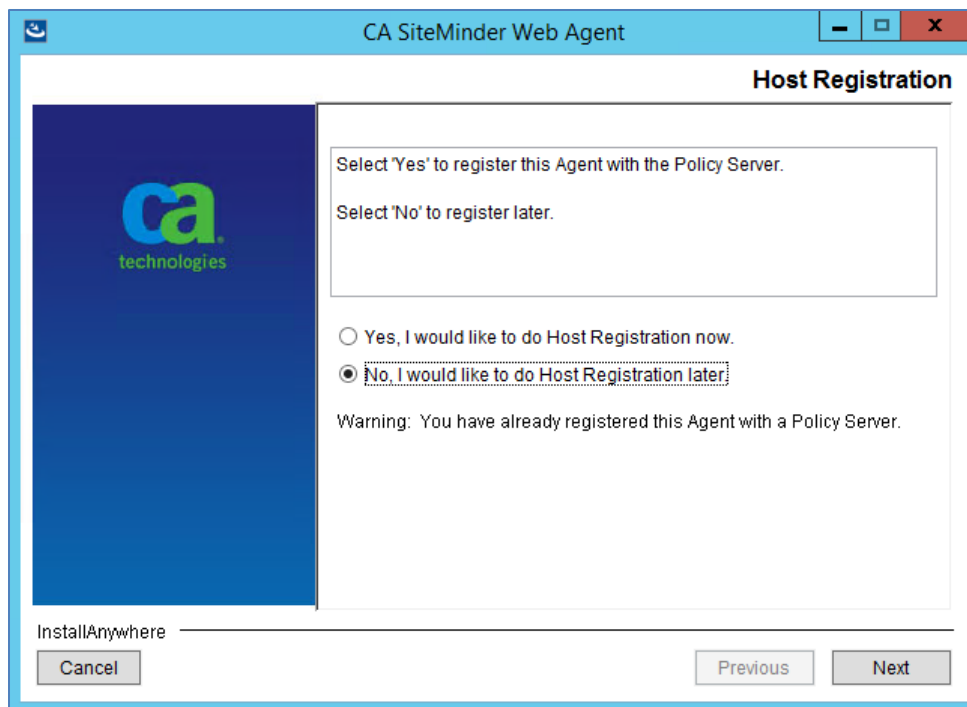 CA SiteMinder Web Agent
Host Registration
ca
technologies
Select 'Yes' to register this Agent with the Policy Server.
Select 'No' to register later.
Yes, I would like to do Host Registration now.
No, I would like to do Host Registration later.
Warning: You have already registered this Agent with a Policy Server.
InstallAnywhere
Cancel
Previous
Next